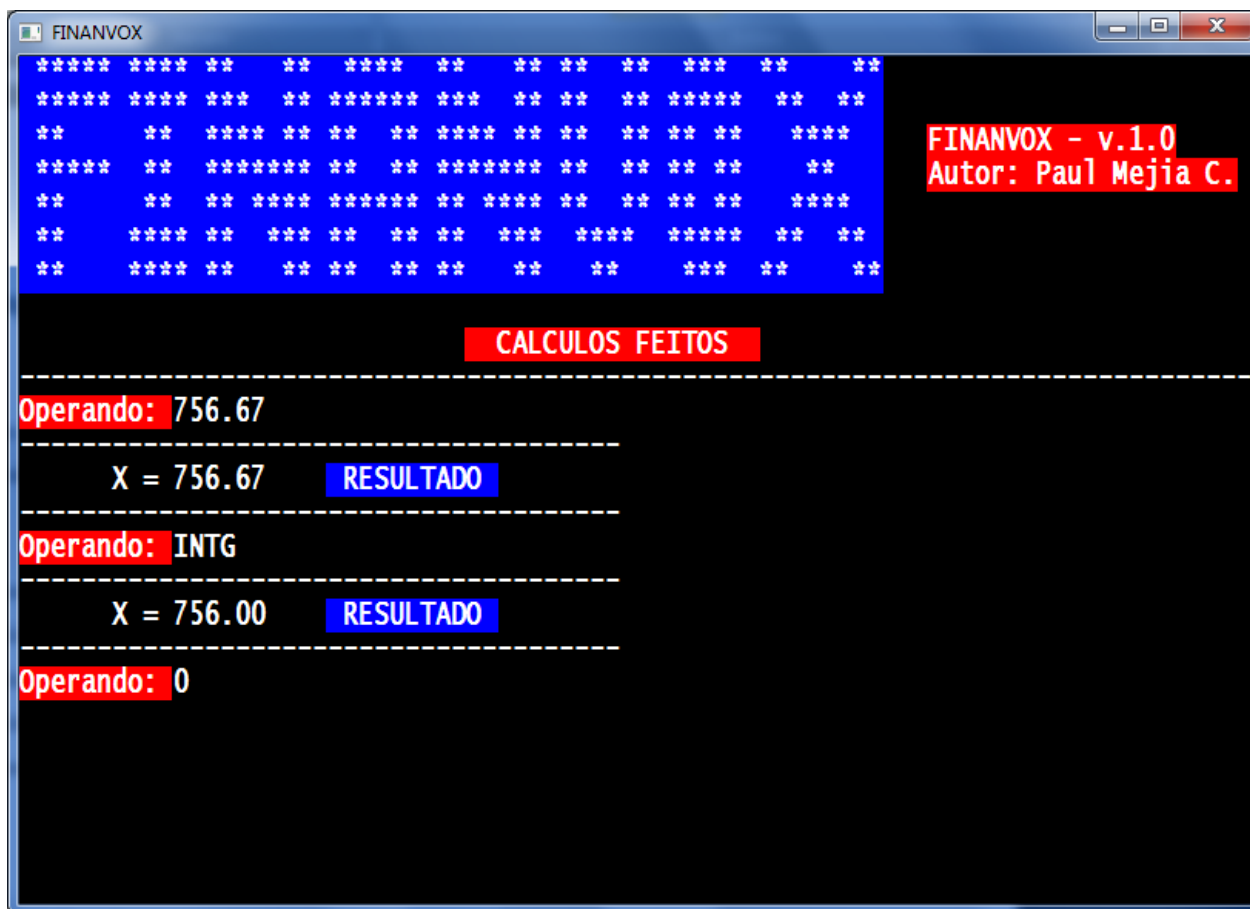 FINANVOX
***** **** **   **  ****  **   ** **  **  ***  **    **
***** **** ***  ** ****** ***  ** **  ** *****  **  **
**     **  **** ** **  ** **** ** **  ** ** **   ****
*****  **  ******* **  ** ******* **  ** ** **    **
**     **  ** **** ****** ** **** **  ** ** **   ****
**    **** **  *** **  ** **  ***  ****  *****  **  **
**    **** **   ** **  ** **   **   **    ***  **    **
FINANVOX - v.1.0
Autor: Paul Mejia C.
CALCULOS FEITOS
--------------------------------------------------------------------------------
Operando: 756.67
---------------------------------------
X = 756.67 RESULTADO
---------------------------------------
Operando: INTG
---------------------------------------
X = 756.00 RESULTADO
---------------------------------------
Operando: 0